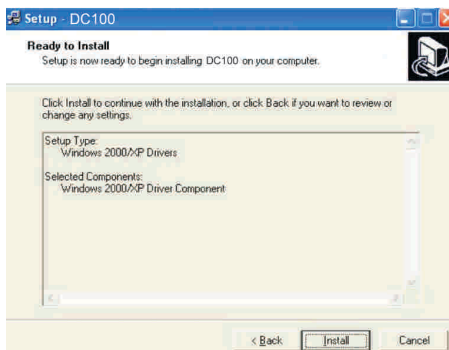 Setup - DC100
Ready to Install
Setup is now ready to begin installing DC100 on your computer.
Click Install to continue with the installation, or click Back if you want to review or
change any settings.
Setup Type:
Windows 2000/XP Drivers
Selected Components:
Windows 2000/XP Driver Component
< Back
Install
Cancel